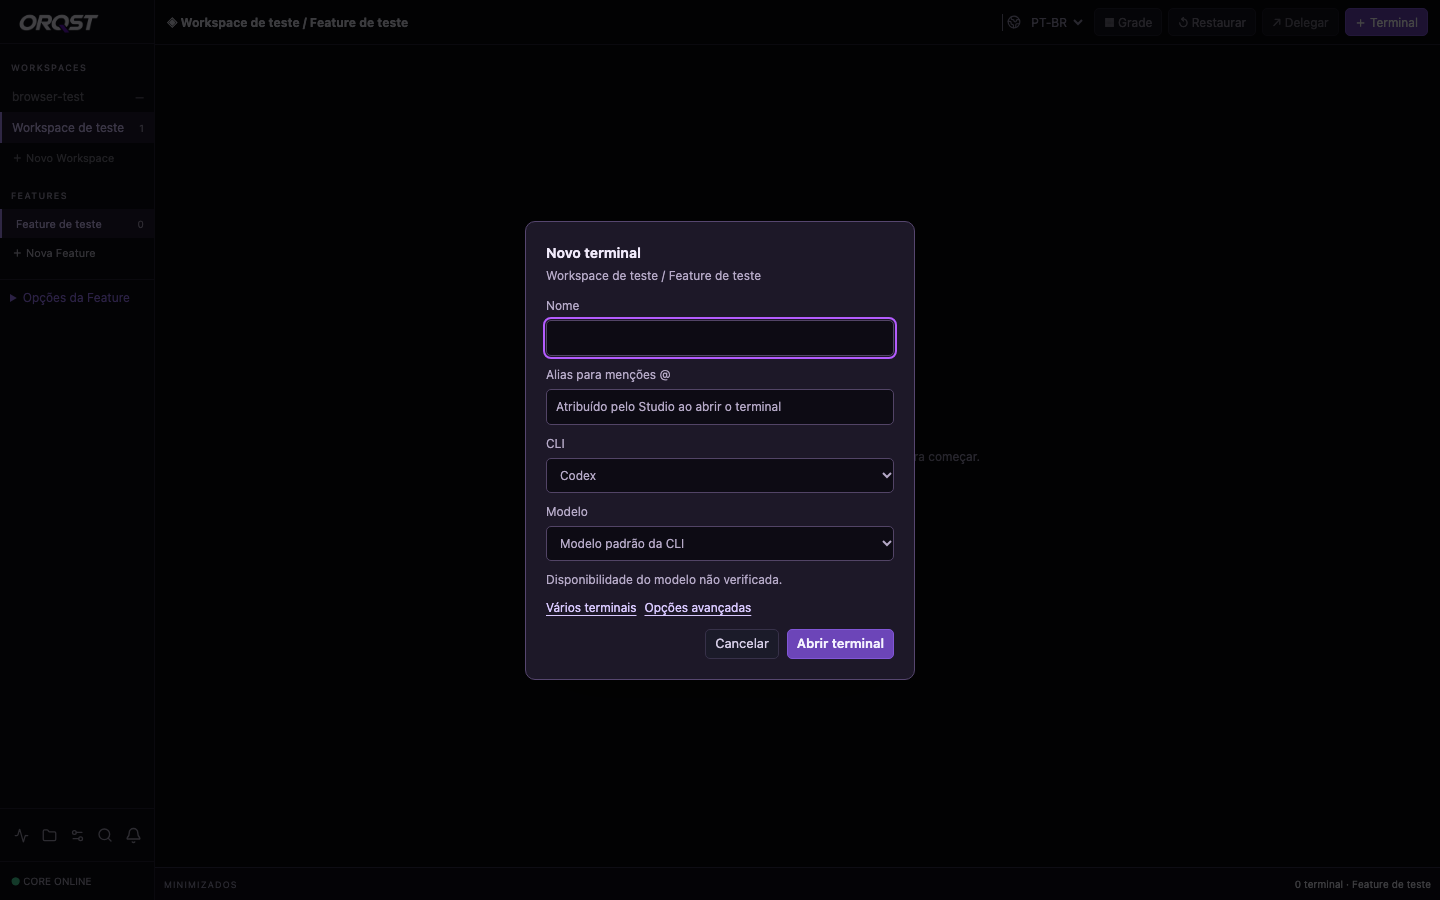 ORQST
WORKSPACES
browser-test —
Workspace de teste 1
+ Novo Workspace
FEATURES
Feature de teste 0
+ Nova Feature
▶ Opções da Feature
CORE ONLINE
◈ Workspace de teste / Feature de teste
PT-BR
Grade
Restaurar
Delegar
+ Terminal
Novo terminal
Workspace de teste / Feature de teste
Nome
Alias para menções @
Atribuído pelo Studio ao abrir o terminal
CLI
Codex
Modelo
Modelo padrão da CLI
Disponibilidade do modelo não verificada.
Vários terminais Opções avançadas
Cancelar Abrir terminal
começar.
MINIMIZADOS
0 terminal · Feature de teste